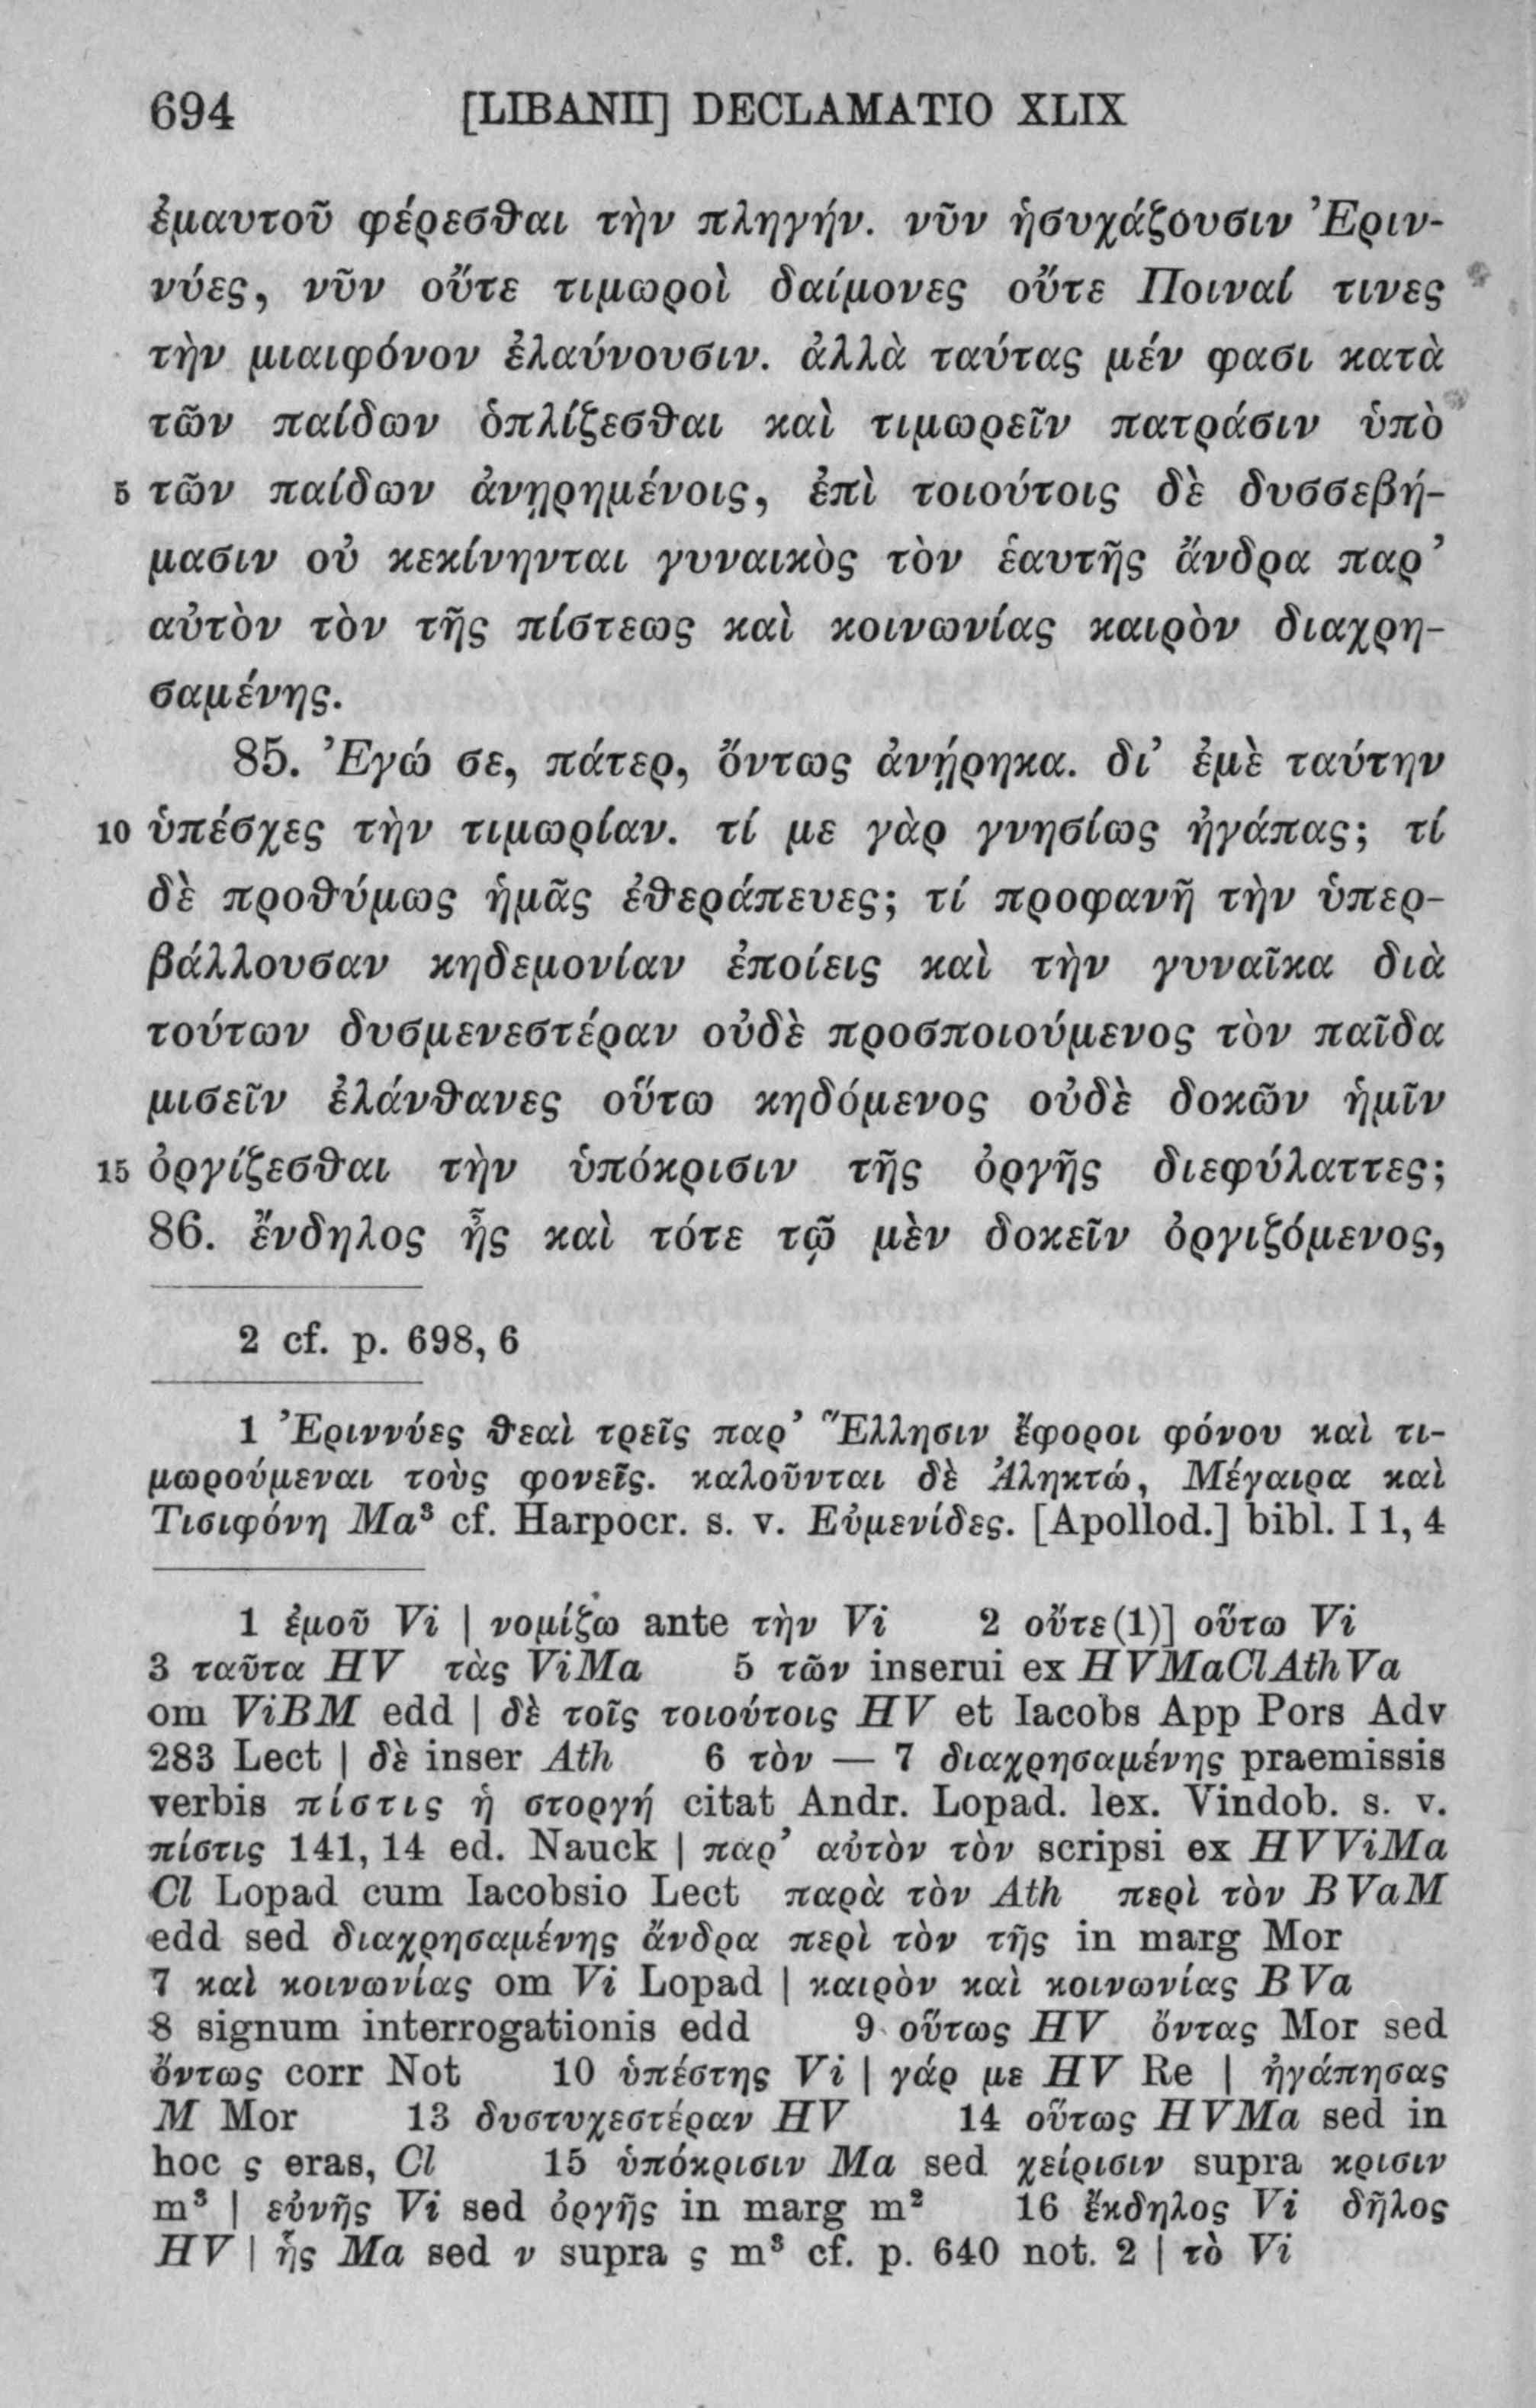 694 [LIBANII] DECLAMATIO XLIX
ἐμαυτοῦ φέρεσθαι τὴν πληγήν. νῦν ἡσυχάζουσιν Ἐριν-
νύες, νῦν οὔτε τιμωροὶ δαίμονες οὔτε Ποιναί τινες
τὴν μιαιφόνον ἐλαύνουσιν. ἀλλὰ ταύτας μέν φασι κατὰ
τῶν παίδων ὁπλίζεσθαι καὶ τιμωρεῖν πατράσιν ὑπὸ
5 τῶν παίδων ἀνῃρημένοις, ἐπὶ τοιούτοις δὲ δυσσεβή-
μασιν οὐ κεκίνηνται γυναικὸς τὸν ἑαυτῆς ἄνδρα παρ’
αὐτὸν τὸν τῆς πίστεως καὶ κοινωνίας καιρὸν διαχρη-
σαμένης.
85. Ἐγώ σε, πάτερ, ὄντως ἀνῄρηκα. δι’ ἐμὲ ταύτην
10 ὑπέσχες τὴν τιμωρίαν. τί με γὰρ γνησίως ἠγάπας; τί
δὲ προθύμως ἡμᾶς ἐθεράπευες; τί προφανῆ τὴν ὑπερ-
βάλλουσαν κηδεμονίαν ἐποίεις καὶ τὴν γυναῖκα διὰ
τούτων δυσμενεστέραν οὐδὲ προσποιούμενος τὸν παῖδα
μισεῖν ἐλάνθανες οὕτω κηδόμενος οὐδὲ δοκῶν ἡμῖν
15 ὀργίζεσθαι τὴν ὑπόκρισιν τῆς ὀργῆς διεφύλαττες;
86. ἔνδηλος ἦς καὶ τότε τῷ μὲν δοκεῖν ὀργιζόμενος,
2 cf. p. 698, 6
1 Ἐριννύες θεαὶ τρεῖς παρ’ Ἕλλησιν ἔφοροι φόνου καὶ τι-
μωρούμεναι τοὺς φονεῖς. καλοῦνται δὲ Ἀληκτώ, Μέγαιρα καὶ
Τισιφόνη Ma³ cf. Harpocr. s. v. Εὐμενίδες. [Apollod.] bibl. I 1, 4
1 ἐμοῦ Vi | νομίζω ante τὴν Vi 2 οὔτε(1)] οὕτω Vi
3 ταῦτα HV τὰς ViMa 5 τῶν inserui ex HVMaClAthVa
om ViBM edd | δὲ τοῖς τοιούτοις HV et Iacobs App Pors Adv
283 Lect | δὲ inser Ath 6 τὸν — 7 διαχρησαμένης praemissis
verbis πίστις ἡ στοργή citat Andr. Lopad. lex. Vindob. s. v.
πίστις 141, 14 ed. Nauck | παρ’ αὐτὸν τὸν scripsi ex HVViMa
Cl Lopad cum Iacobsio Lect παρὰ τὸν Ath περὶ τὸν BVaM
edd sed διαχρησαμένης ἄνδρα περὶ τὸν τῆς in marg Mor
7 καὶ κοινωνίας om Vi Lopad | καιρὸν καὶ κοινωνίας BVa
8 signum interrogationis edd 9 οὕτως HV ὄντας Mor sed
ὄντως corr Not 10 ὑπέστης Vi | γάρ με HV Re | ἠγάπησας
M Mor 13 δυστυχεστέραν HV 14 οὕτως HVMa sed in
hoc ς eras, Cl 15 ὑπόκρισιν Ma sed χείρισιν supra κρισιν
m³ | εὐνῆς Vi sed ὀργῆς in marg m² 16 ἔκδηλος Vi δῆλος
HV | ἦς Ma sed ν supra ς m³ cf. p. 640 not. 2 | τὸ Vi